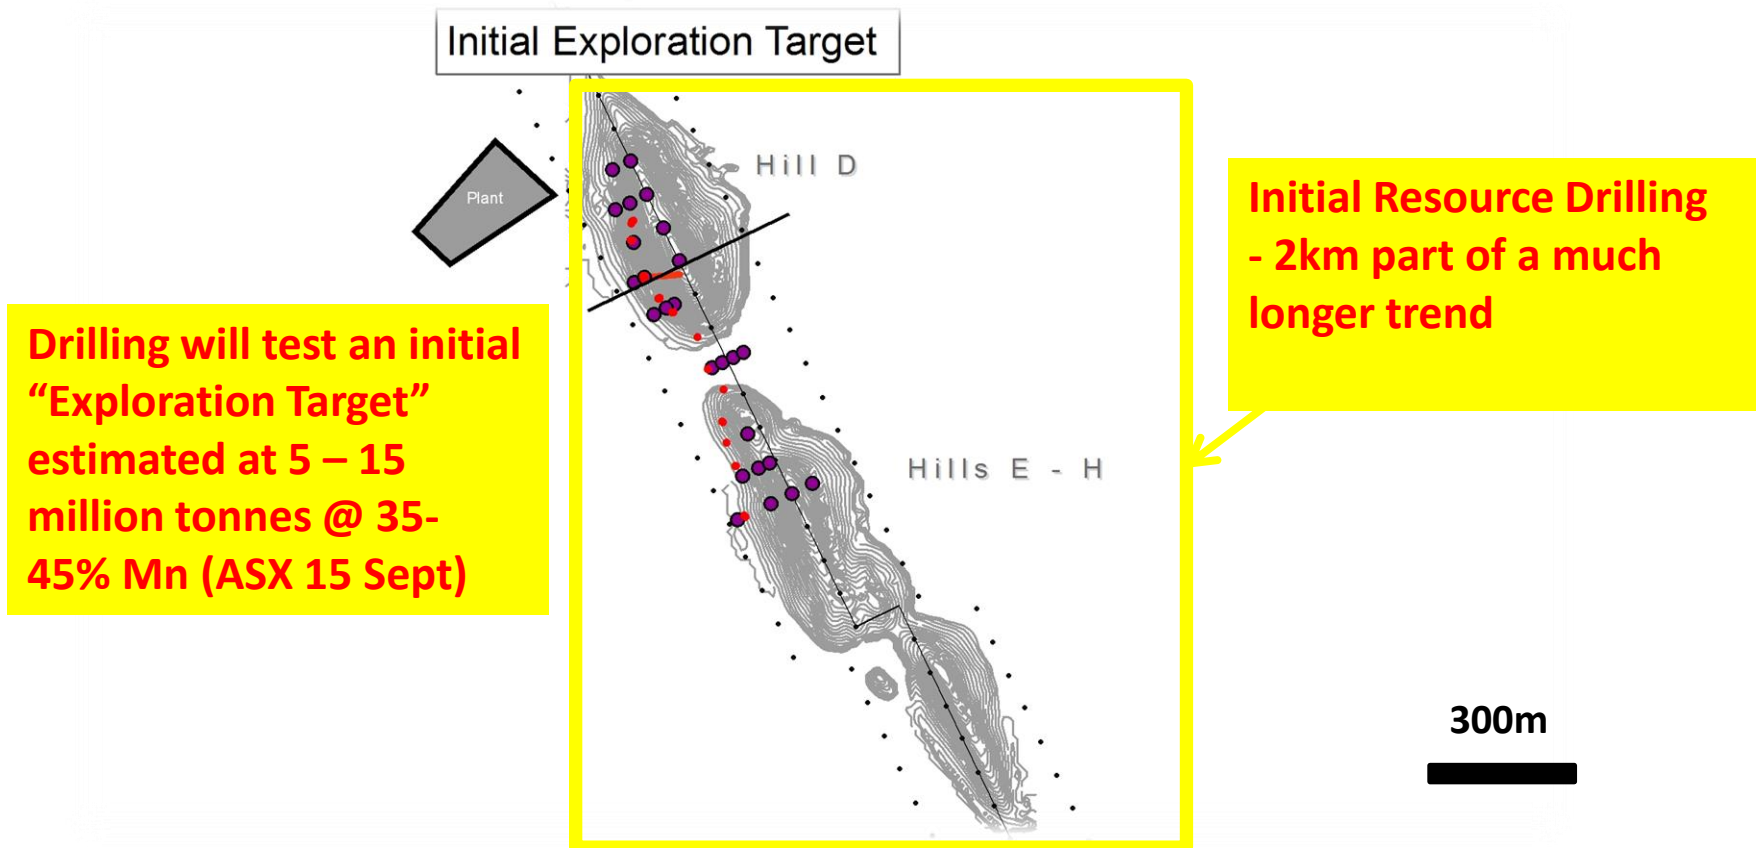 Initial Exploration Target
Hill D
Plant
Initial Resource Drilling
- 2km part of a much
longer trend
Drilling will test an initial
“Exploration Target”
estimated at 5 – 15
million tonnes @ 35-
45% Mn (ASX 15 Sept)
Hills E - H
300m